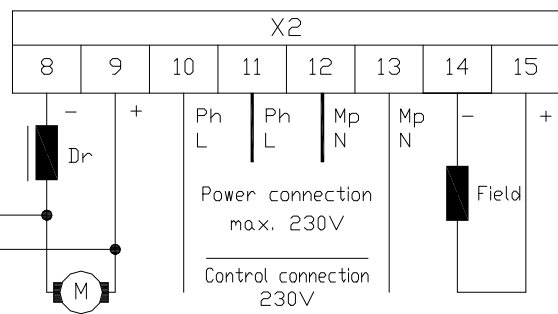 X2
8 9 10 11 12 13 14 15
- + Ph Ph Mp Mp - +
L L N N
Dr
Power connection Field
max. 230V
Control connection
M 230V